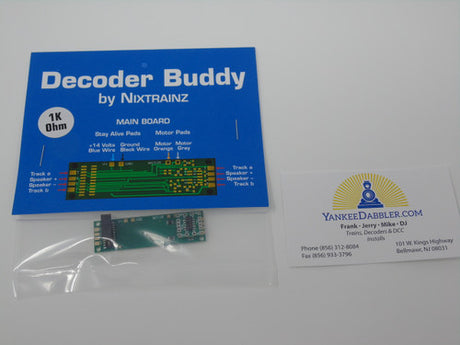 Decoder Buddy
by NIXTRAINZ
1K
Ohm
MAIN BOARD
Stay Alive Pads
Motor Pads
+14 Volts
Blue Wire
Ground
Black Wire
Motor
Orange
Motor
Gray
Track a
Speaker +
Speaker -
Track b
Track a
Speaker +
Speaker -
Track b
YANKEEDABBLER.COM
Frank · Jerry · Mike · DJ
Trains, Decoders & DCC
Installs
Phone (856) 312-8084
Fax (856) 933-3796
101 W. Kings Highway
Bellmawr, NJ 08031